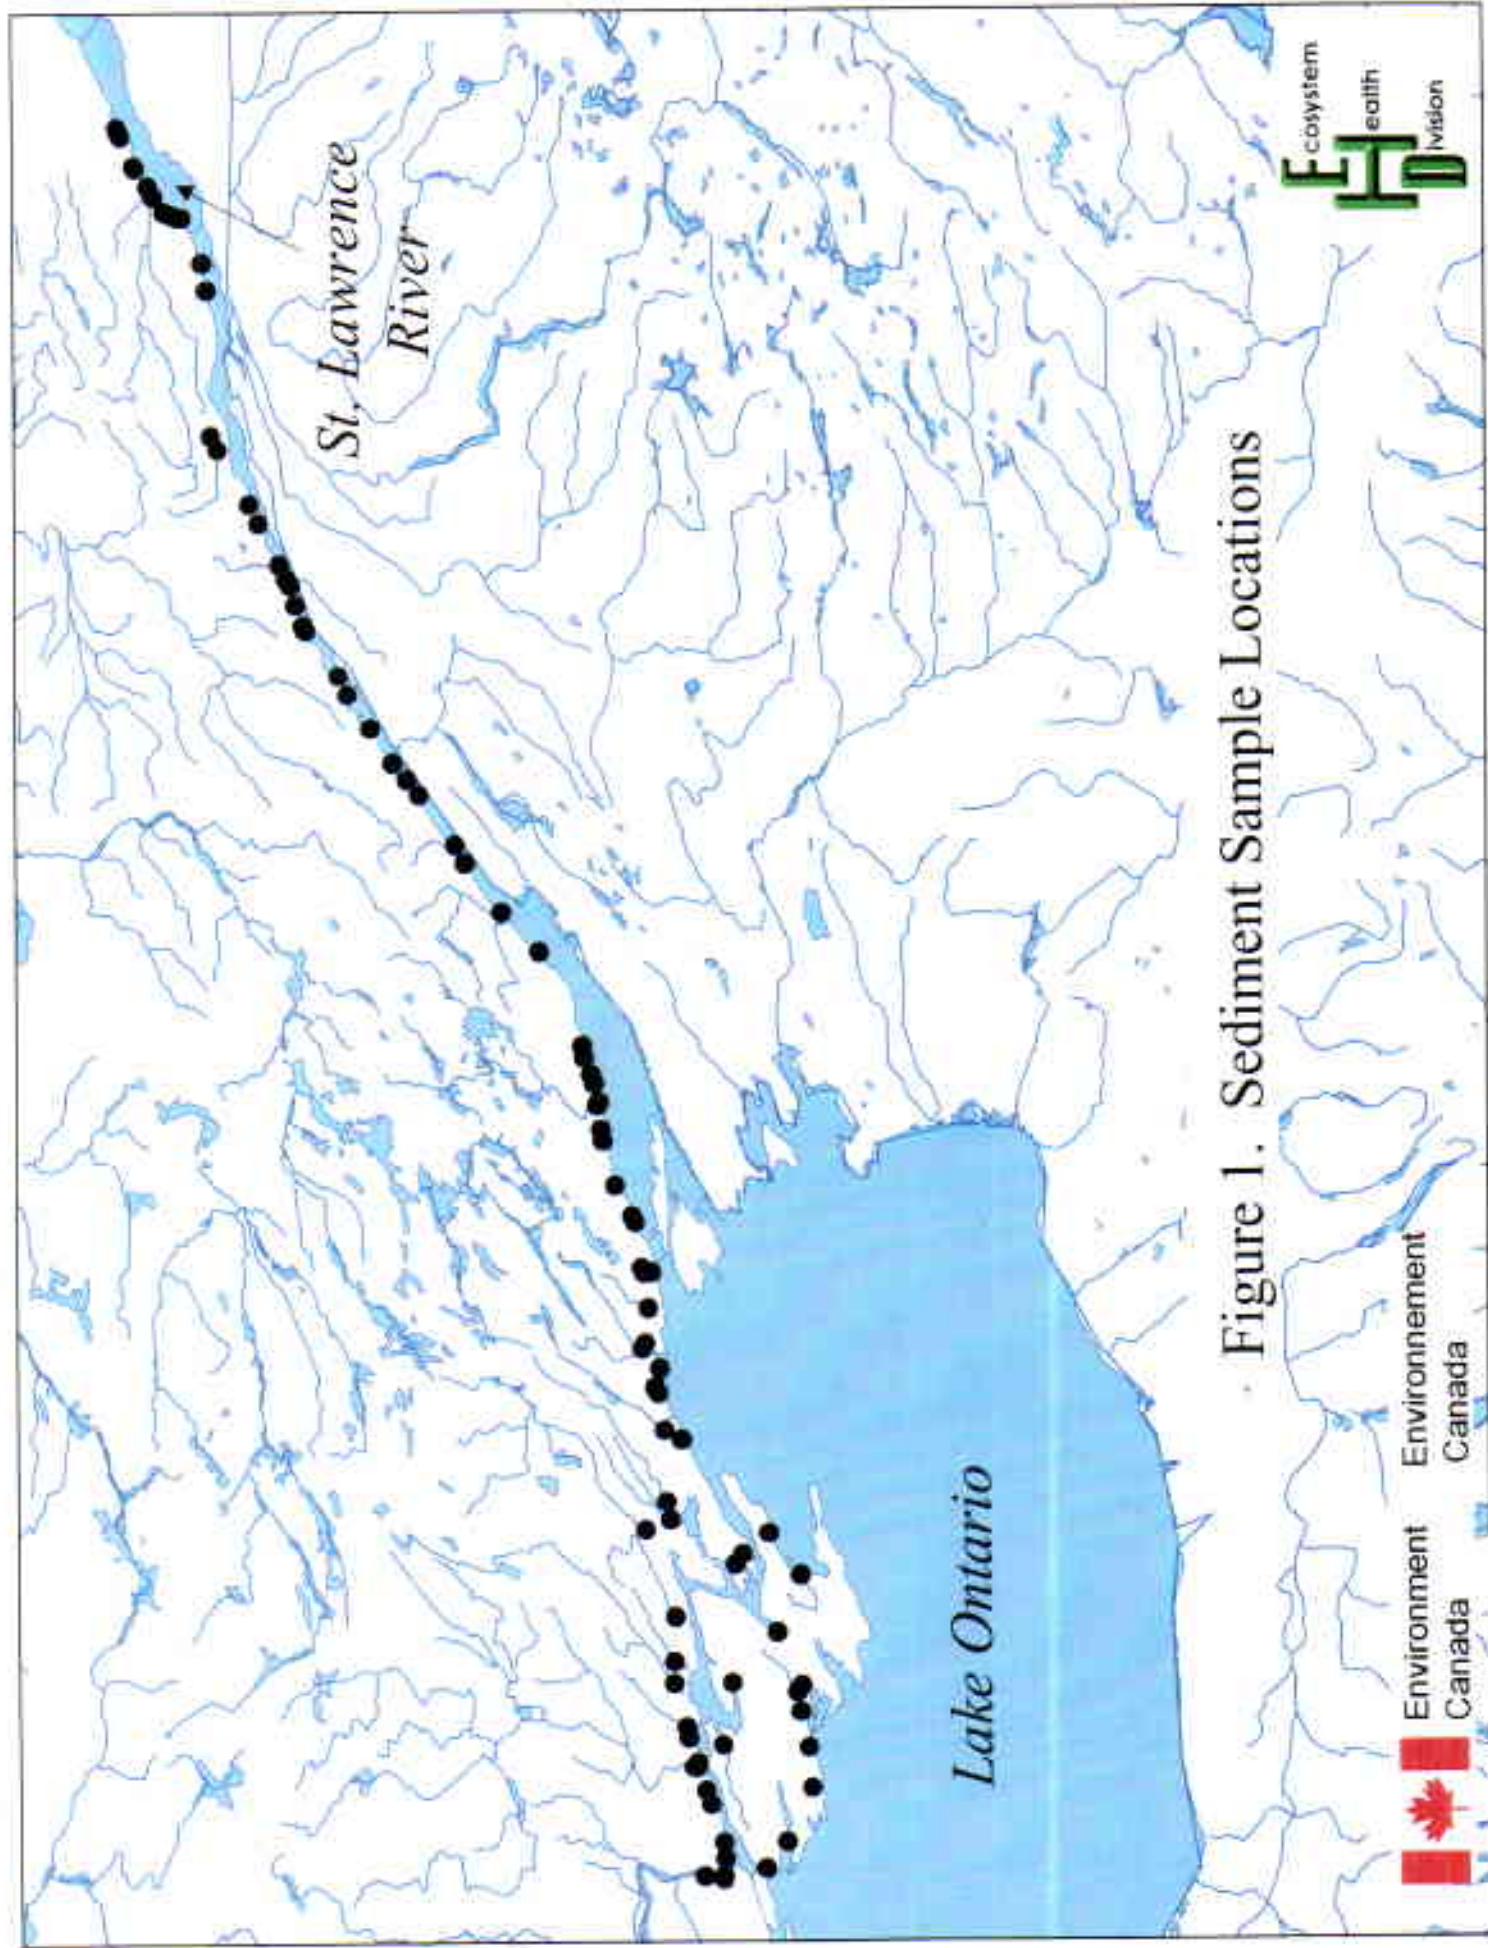 St. Lawrence
River
Lake Ontario
Figure 1. Sediment Sample Locations
Environment
Canada
Environnement
Canada
Ecosystem
Health
Division